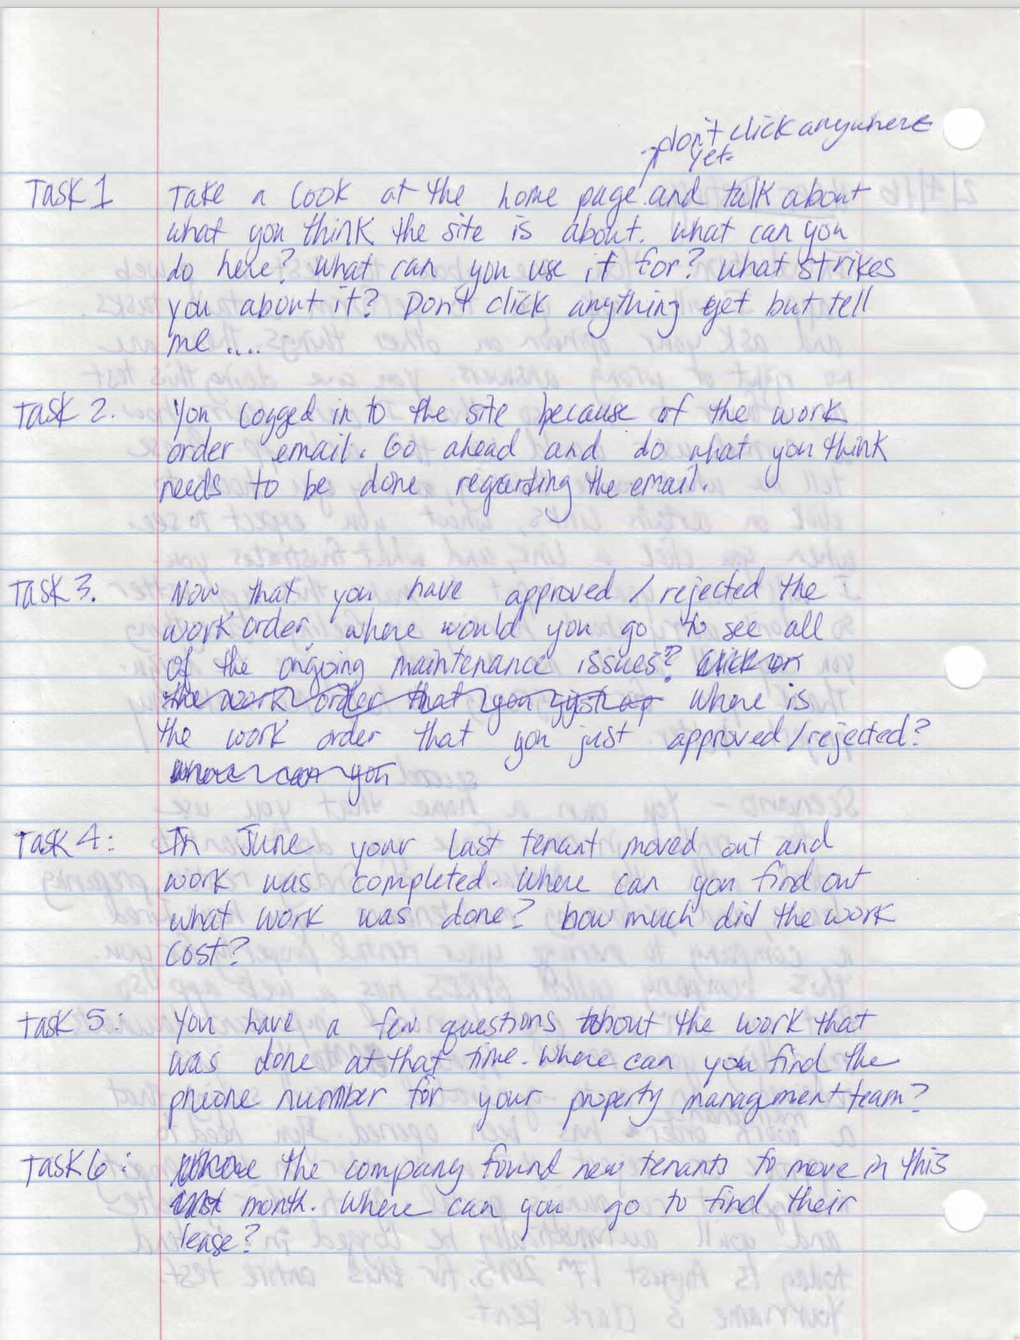 don't click anywhere
yet.
Task 1 Take a look at the home page and talk about
what you think the site is about. What can you
do here? What can you use it for? What strikes
you about it? Don't click anything yet but tell
me ....
Task 2. You logged in to the site because of the work
order email. Go ahead and do what you think
needs to be done regarding the email.
Task 3. Now that you have approved/rejected the
work order, where would you go to see all
of the ongoing maintenance issues? Click on
the work order that you just Where is
the work order that you just approved/rejected?
where can you
Task 4: In June your last tenant moved out and
work was completed. Where can you find out
what work was done? how much did the work
cost?
Task 5: You have a few questions about the work that
was done at that time. Where can you find the
phone number for your property management team?
Task 6: the company found new tenants to move in this
month. Where can you go to find their
lease?